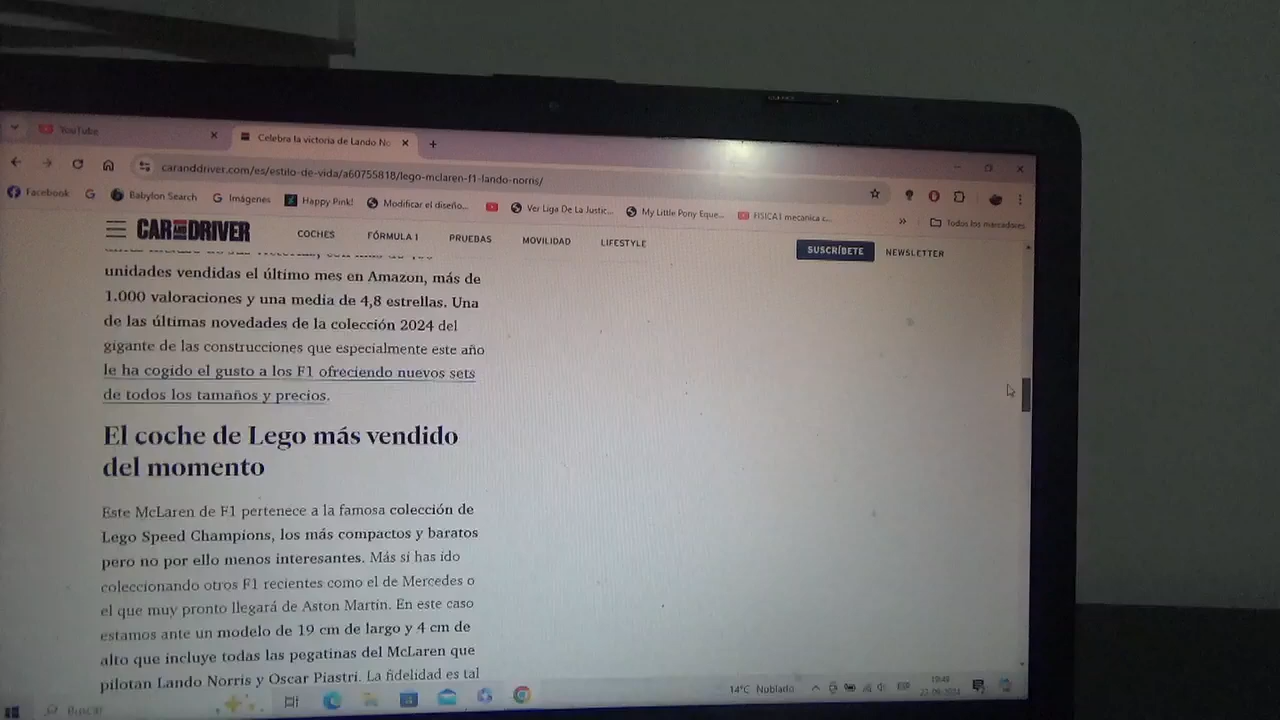 YouTube
Celebra la victoria de Lando No
caranddriver.com/es/estilo-de-vida/a60755818/lego-mclaren-f1-lando-norris/
Facebook
Babylon Search
Imágenes
Happy Pink!
Modificar el diseño...
Ver Liga De La Justic...
My Little Pony Eque...
FISICA1 mecanica c...
Todos los marcadores
CAR AND DRIVER
COCHES
FÓRMULA 1
PRUEBAS
MOVILIDAD
LIFESTYLE
SUSCRÍBETE
NEWSLETTER
unidades vendidas el último mes en Amazon, más de
1.000 valoraciones y una media de 4,8 estrellas. Una
de las últimas novedades de la colección 2024 del
gigante de las construcciones que especialmente este año
le ha cogido el gusto a los F1 ofreciendo nuevos sets
de todos los tamaños y precios.
El coche de Lego más vendido
del momento
Este McLaren de F1 pertenece a la famosa colección de
Lego Speed Champions, los más compactos y baratos
pero no por ello menos interesantes. Más si has ido
coleccionando otros F1 recientes como el de Mercedes o
el que muy pronto llegará de Aston Martin. En este caso
estamos ante un modelo de 19 cm de largo y 4 cm de
alto que incluye todas las pegatinas del McLaren que
pilotan Lando Norris y Oscar Piastri. La fidelidad es tal
Buscar
14°C Nublado
19:49